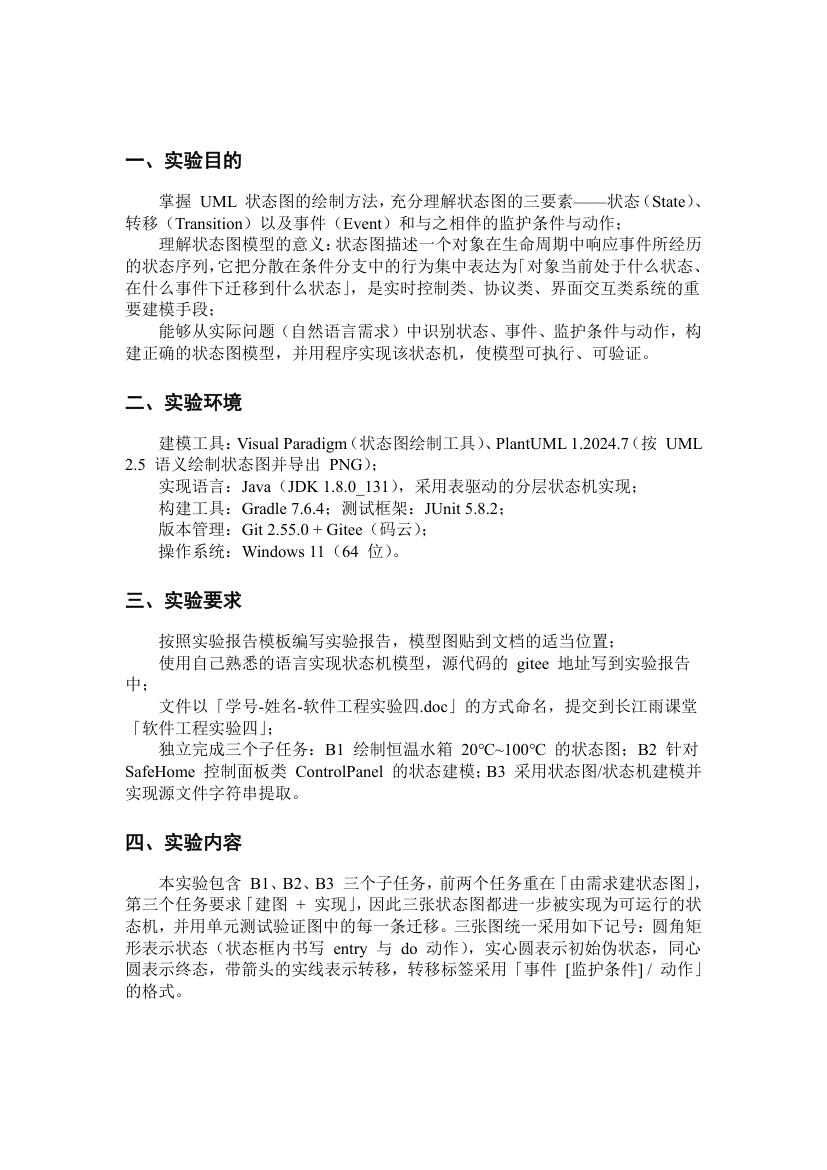 一、实验目的
掌握 UML 状态图的绘制方法，充分理解状态图的三要素——状态（State）、
转移（Transition）以及事件（Event）和与之相伴的监护条件与动作；
理解状态图模型的意义：状态图描述一个对象在生命周期中响应事件所经历
的状态序列，它把分散在条件分支中的行为集中表达为「对象当前处于什么状态、
在什么事件下迁移到什么状态」，是实时控制类、协议类、界面交互类系统的重
要建模手段；
能够从实际问题（自然语言需求）中识别状态、事件、监护条件与动作，构
建正确的状态图模型，并用程序实现该状态机，使模型可执行、可验证。
二、实验环境
建模工具：Visual Paradigm（状态图绘制工具）、PlantUML 1.2024.7（按 UML
2.5 语义绘制状态图并导出 PNG）；
实现语言：Java（JDK 1.8.0_131），采用表驱动的分层状态机实现；
构建工具：Gradle 7.6.4；测试框架：JUnit 5.8.2；
版本管理：Git 2.55.0 + Gitee（码云）；
操作系统：Windows 11（64 位）。
三、实验要求
按照实验报告模板编写实验报告，模型图贴到文档的适当位置；
使用自己熟悉的语言实现状态机模型，源代码的 gitee 地址写到实验报告
中；
文件以「学号-姓名-软件工程实验四.doc」的方式命名，提交到长江雨课堂
「软件工程实验四」；
独立完成三个子任务：B1 绘制恒温水箱 20℃~100℃ 的状态图；B2 针对
SafeHome 控制面板类 ControlPanel 的状态建模；B3 采用状态图/状态机建模并
实现源文件字符串提取。
四、实验内容
本实验包含 B1、B2、B3 三个子任务，前两个任务重在「由需求建状态图」，
第三个任务要求「建图 + 实现」，因此三张状态图都进一步被实现为可运行的状
态机，并用单元测试验证图中的每一条迁移。三张图统一采用如下记号：圆角矩
形表示状态（状态框内书写 entry 与 do 动作），实心圆表示初始伪状态，同心
圆表示终态，带箭头的实线表示转移，转移标签采用「事件 [监护条件] / 动作」
的格式。